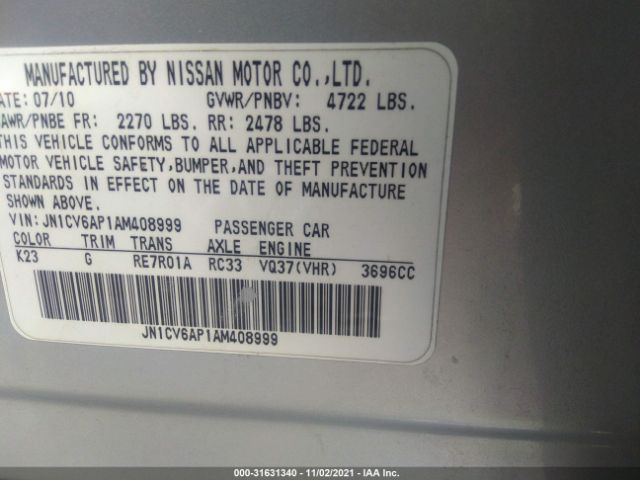 MANUFACTURED BY NISSAN MOTOR CO.,LTD.
ATE: 07/10 GVWR/PNBV: 4722 LBS.
AWR/PNBE FR: 2270 LBS. RR: 2478 LBS.
THIS VEHICLE CONFORMS TO ALL APPLICABLE FEDERAL
MOTOR VEHICLE SAFETY,BUMPER,AND THEFT PREVENTION
STANDARDS IN EFFECT ON THE DATE OF MANUFACTURE
SHOWN ABOVE.
VIN: JN1CV6AP1AM408999 PASSENGER CAR
COLOR TRIM TRANS AXLE ENGINE
K23 G RE7R01A RC33 VQ37(VHR) 3696CC
JN1CV6AP1AM408999
000-31631340 - 11/02/2021 - IAA Inc.